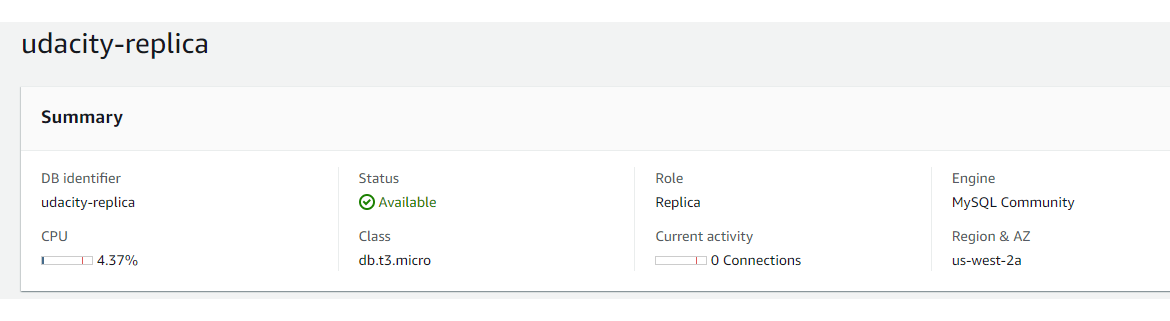 udacity-replica
Summary
DB identifier
udacity-replica
Status
Available
Role
Replica
Engine
MySQL Community
CPU
4.37%
Class
db.t3.micro
Current activity
0 Connections
Region & AZ
us-west-2a